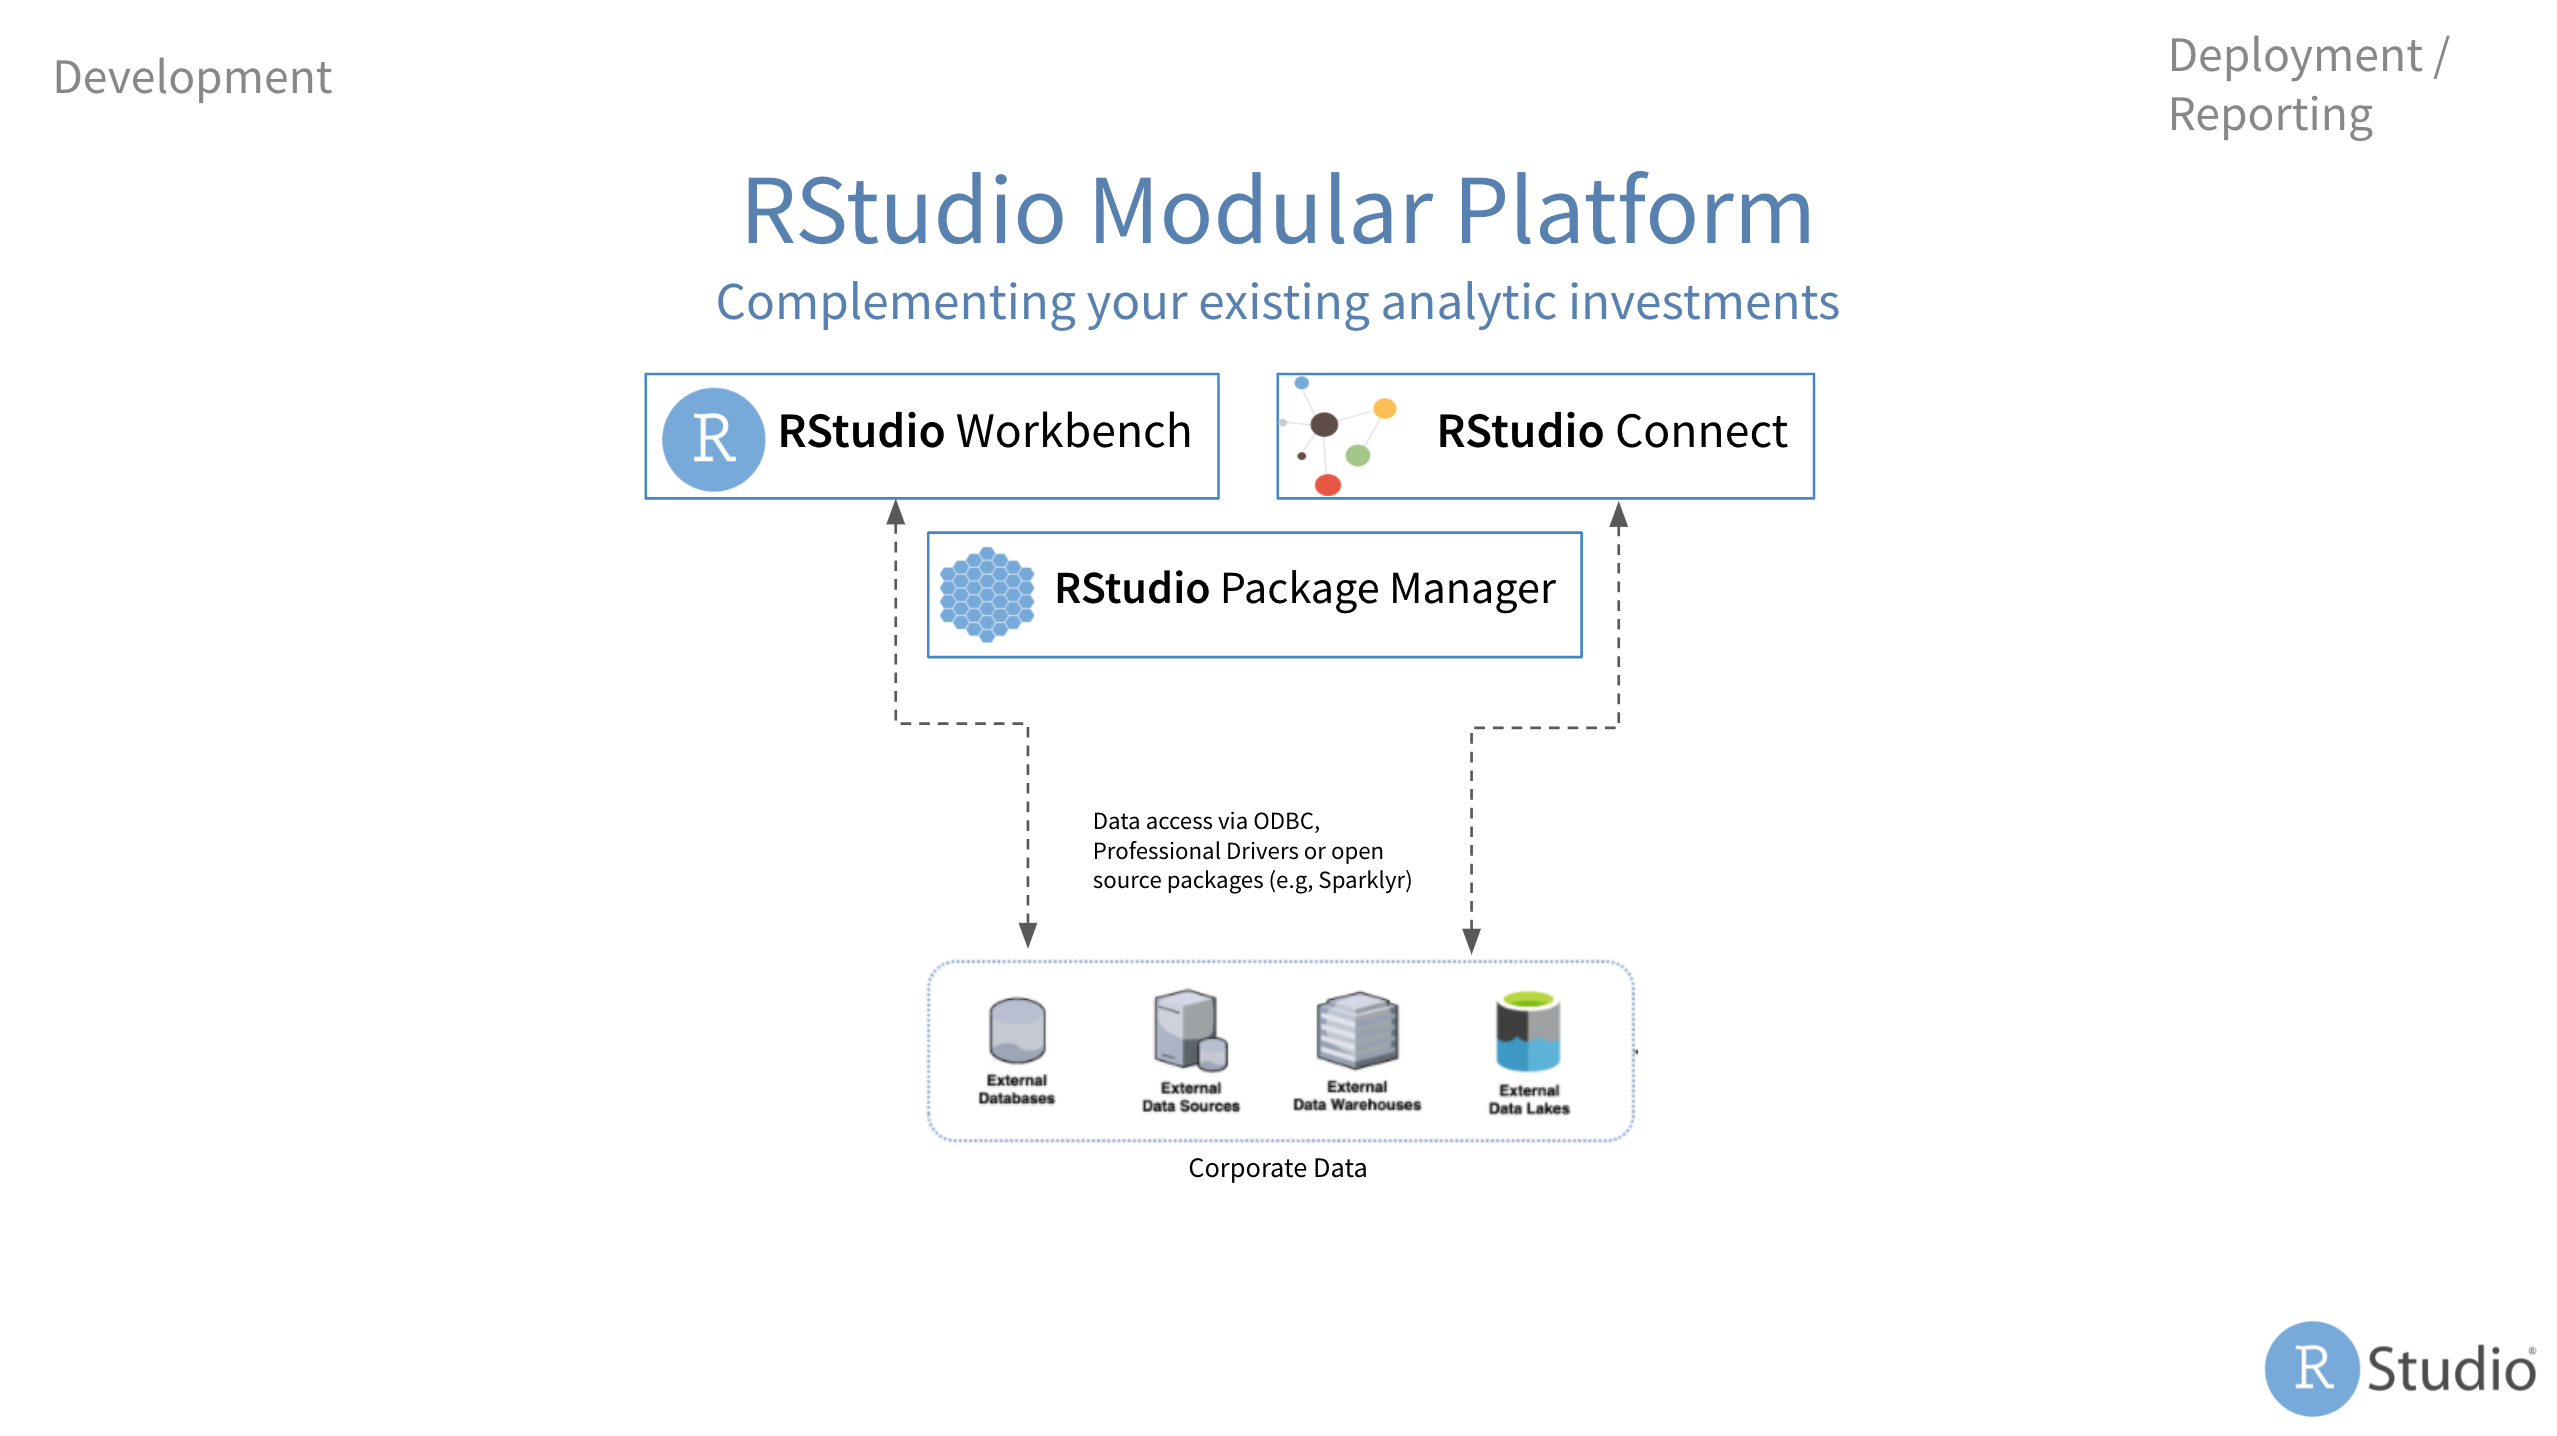 Development
Deployment /
Reporting
RStudio Modular Platform
Complementing your existing analytic investments
R RStudio Workbench
RStudio Connect
RStudio Package Manager
Data access via ODBC,
Professional Drivers or open
source packages (e.g, Sparklyr)
External
Databases
External
Data Sources
External
Data Warehouses
External
Data Lakes
Corporate Data
R Studio®